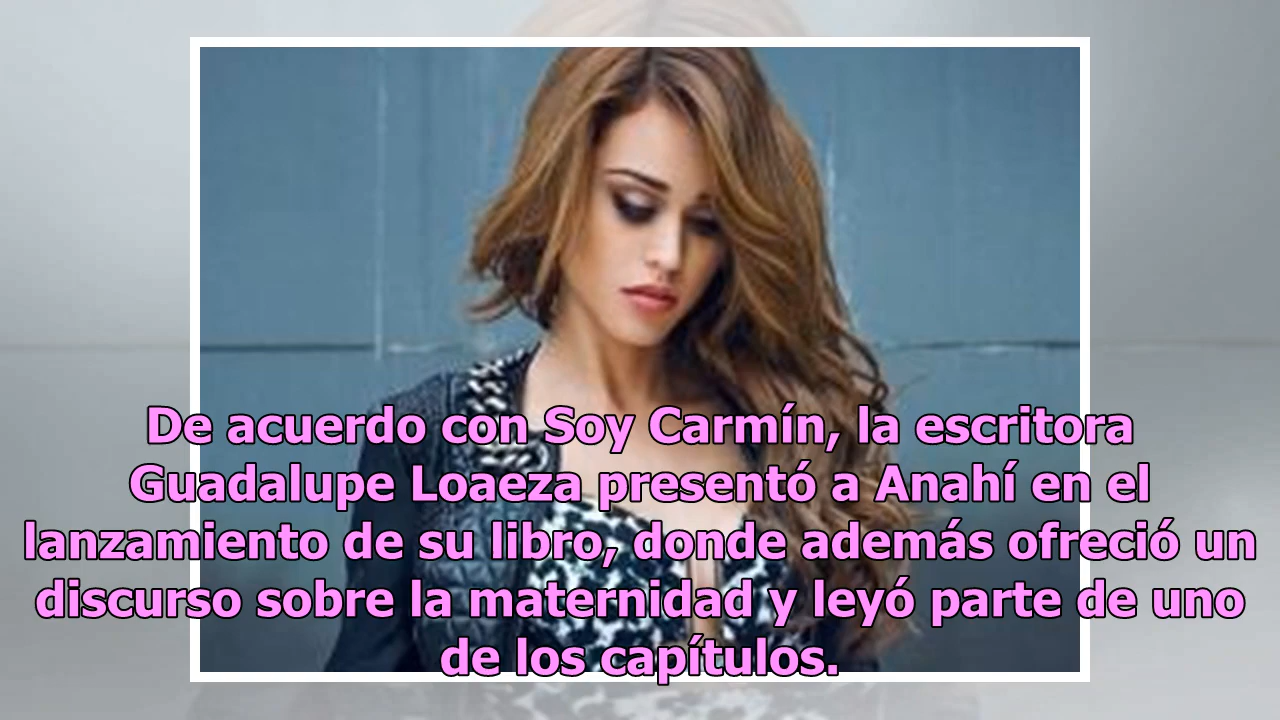 De acuerdo con Soy Carmín, la escritora
Guadalupe Loaeza presentó a Anahí en el
lanzamiento de su libro, donde además ofreció un
discurso sobre la maternidad y leyó parte de uno
de los capítulos.